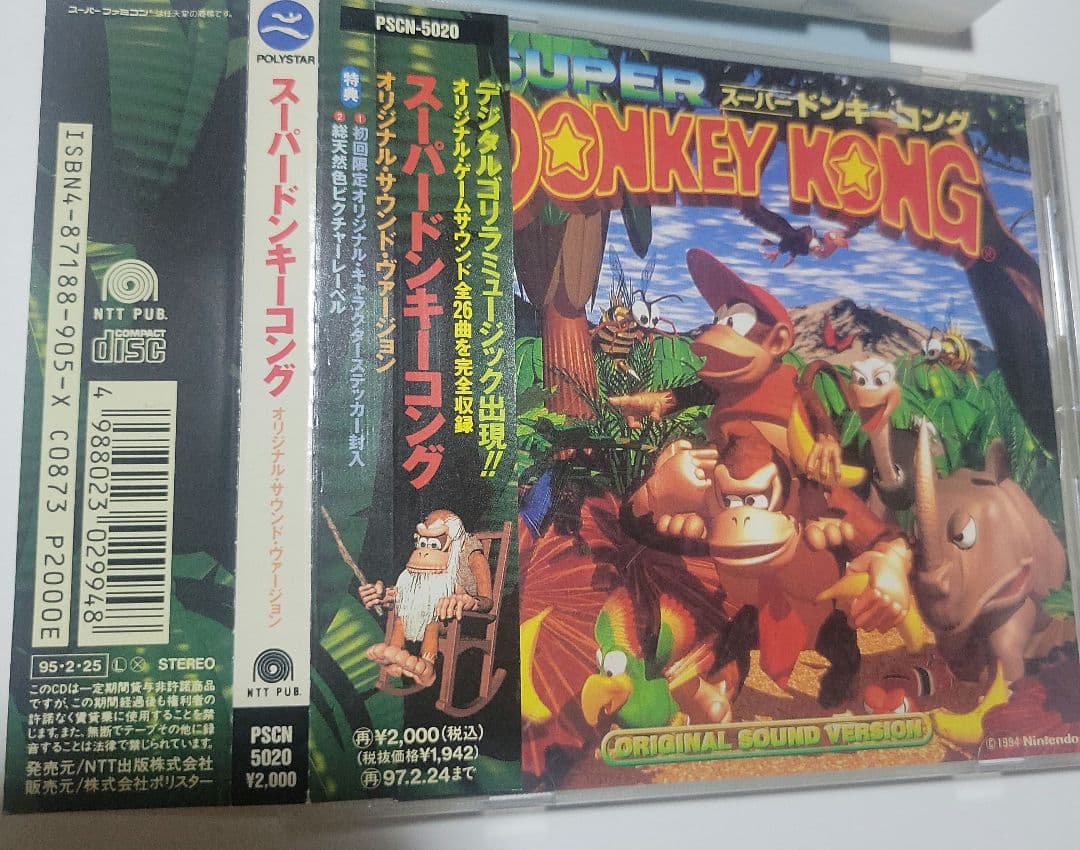 スーパーファミコンは任天堂の商標です。
ISBN4-87188-905-X C0873 P2000E
NTT PUB.
COMPACT
disc
4988023029948
95・2・25 Ⓛ Ⓧ STEREO
このCDは一定期間貸与非許諾商品
ですが、この期間経過後も権利者の
許諾なく賃貸業に使用することを禁
じます。また、無断でテープその他に録
音することは法律で禁じられています。
発売元/NTT出版株式会社
販売元/株式会社ポリスター
POLYSTAR
スーパードンキーコング
オリジナル・サウンド・ヴァージョン
NTT PUB.
PSCN
5020
¥2,000
PSCN-5020
デジタルゴリラミュージック出現!!
オリジナル・ゲームサウンド全26曲を完全収録
スーパードンキーコング
オリジナル・サウンド・ヴァージョン
特典
1 初回限定オリジナル・キャラクターステッカー封入
2 総天然色ピクチャーレーベル
再¥2,000(税込)
(税抜価格¥1,942)
再97.2.24まで
SUPER
スーパードンキーコング
DONKEY KONG®
ORIGINAL SOUND VERSION
©1994 Nintendo